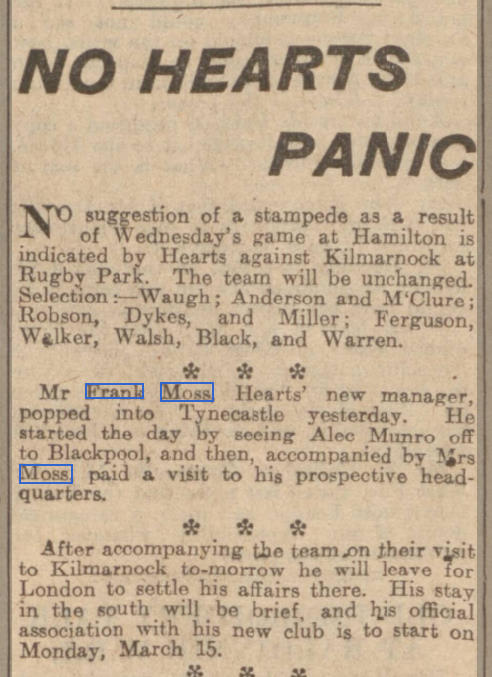 NO HEARTS
PANIC
NO suggestion of a stampede as a result
of Wednesday's game at Hamilton is
indicated by Hearts against Kilmarnock at
Rugby Park. The team will be unchanged.
Selection:—Waugh; Anderson and M'Clure;
Robson, Dykes, and Miller; Ferguson,
Walker, Walsh, Black, and Warren.
* * *
Mr Frank Moss, Hearts' new manager,
popped into Tynecastle yesterday. He
started the day by seeing Alec Munro off
to Blackpool, and then, accompanied by Mrs
Moss, paid a visit to his prospective head-
quarters.
* * *
After accompanying the team on their visit
to Kilmarnock to-morrow he will leave for
London to settle his affairs there. His stay
in the south will be brief, and his official
association with his new club is to start on
Monday, March 15.
* * *